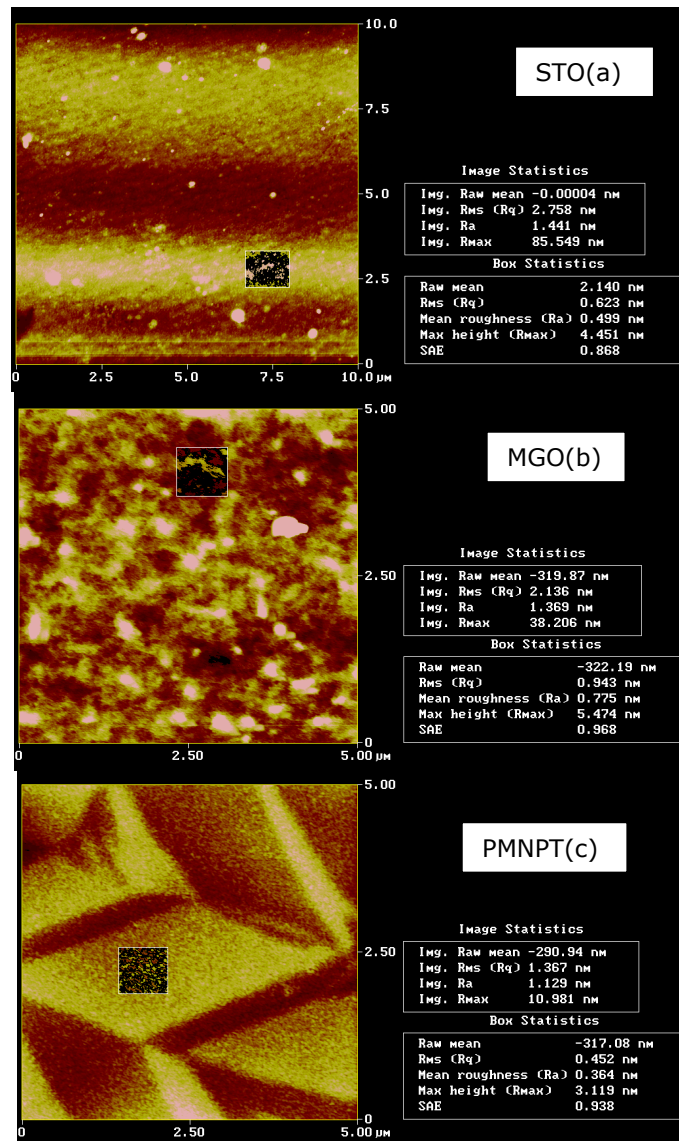 10.0
STO(a)
7.5
Image Statistics
Img. Raw mean -0.00004 nm
Img. Rms (Rq) 2.758 nm
Img. Ra 1.441 nm
Img. Rmax 85.549 nm
5.0
Box Statistics
Raw mean 2.140 nm
Rms (Rq) 0.623 nm
Mean roughness (Ra) 0.499 nm
Max height (Rmax) 4.451 nm
SAE 0.868
2.5
0
0 2.5 5.0 7.5 10.0 µM
5.00
MGO(b)
2.50
Image Statistics
Img. Raw mean -319.87 nm
Img. Rms (Rq) 2.136 nm
Img. Ra 1.369 nm
Img. Rmax 38.206 nm
Box Statistics
Raw mean -322.19 nm
Rms (Rq) 0.943 nm
Mean roughness (Ra) 0.775 nm
Max height (Rmax) 5.474 nm
SAE 0.968
0
0 2.50 5.00 µM
5.00
PMNPT(c)
2.50
Image Statistics
Img. Raw mean -290.94 nm
Img. Rms (Rq) 1.367 nm
Img. Ra 1.129 nm
Img. Rmax 10.981 nm
Box Statistics
Raw mean -317.08 nm
Rms (Rq) 0.452 nm
Mean roughness (Ra) 0.364 nm
Max height (Rmax) 3.119 nm
SAE 0.938
0
0 2.50 5.00 µM